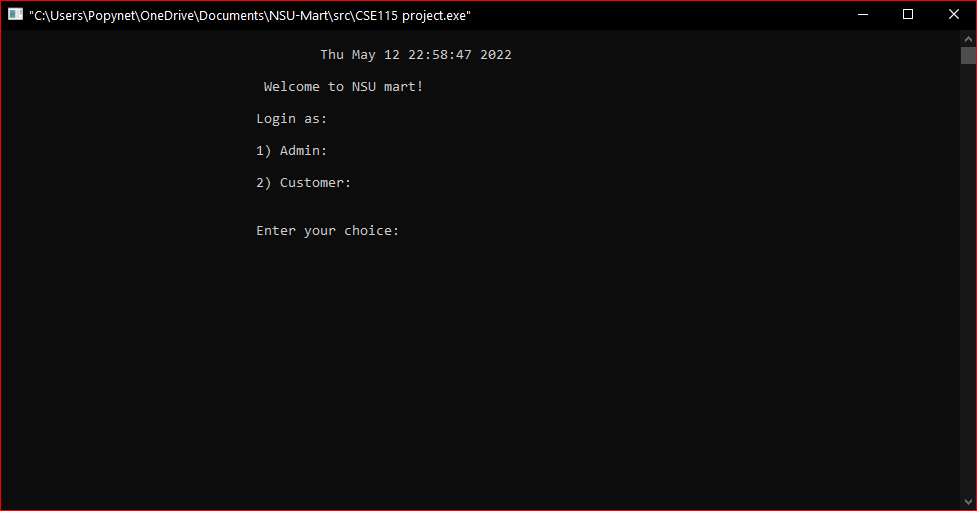 "C:\Users\Popynet\OneDrive\Documents\NSU-Mart\src\CSE115 project.exe"
Thu May 12 22:58:47 2022
Welcome to NSU mart!
Login as:
1) Admin:
2) Customer:
Enter your choice: